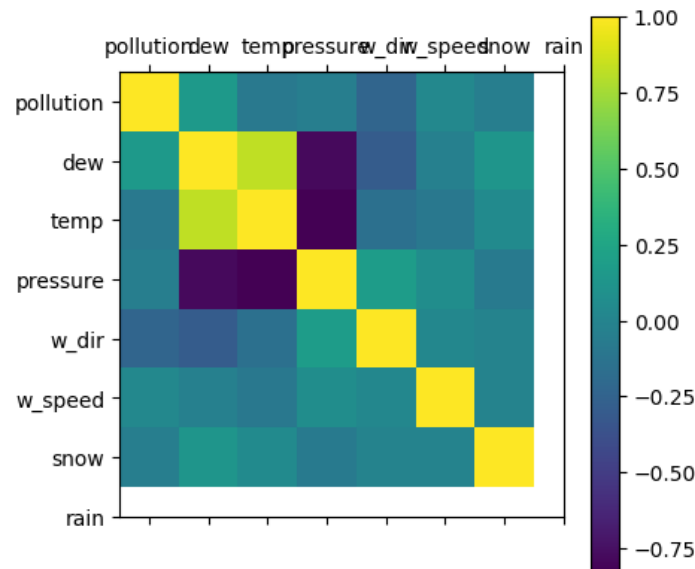 pollution dew temp pressure w_dir w_speed snow rain
pollution
dew
temp
pressure
w_dir
w_speed
snow
rain
1.00
0.75
0.50
0.25
0.00
−0.25
−0.50
−0.75